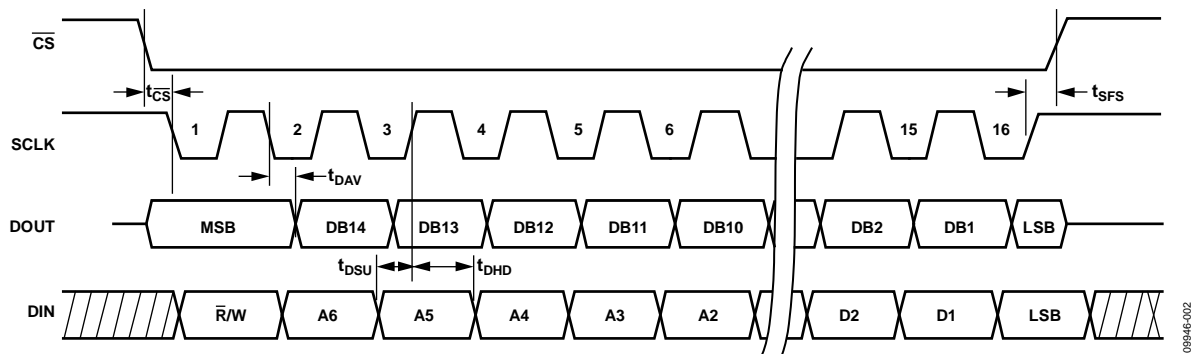 CS
tCS
tSFS
SCLK
1 2 3 4 5 6 15 16
tDAV
DOUT
MSB DB14 DB13 DB12 DB11 DB10 DB2 DB1 LSB
tDSU
tDHD
DIN
R̅/W A6 A5 A4 A3 A2 D2 D1 LSB
09946-002